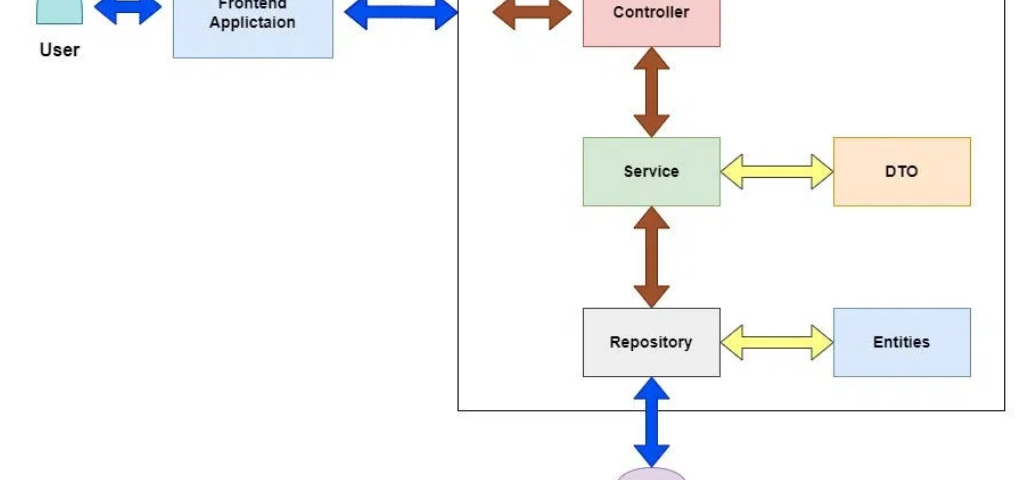 Frontend
Applictaion
Controller
User
Service
DTO
Repository
Entities